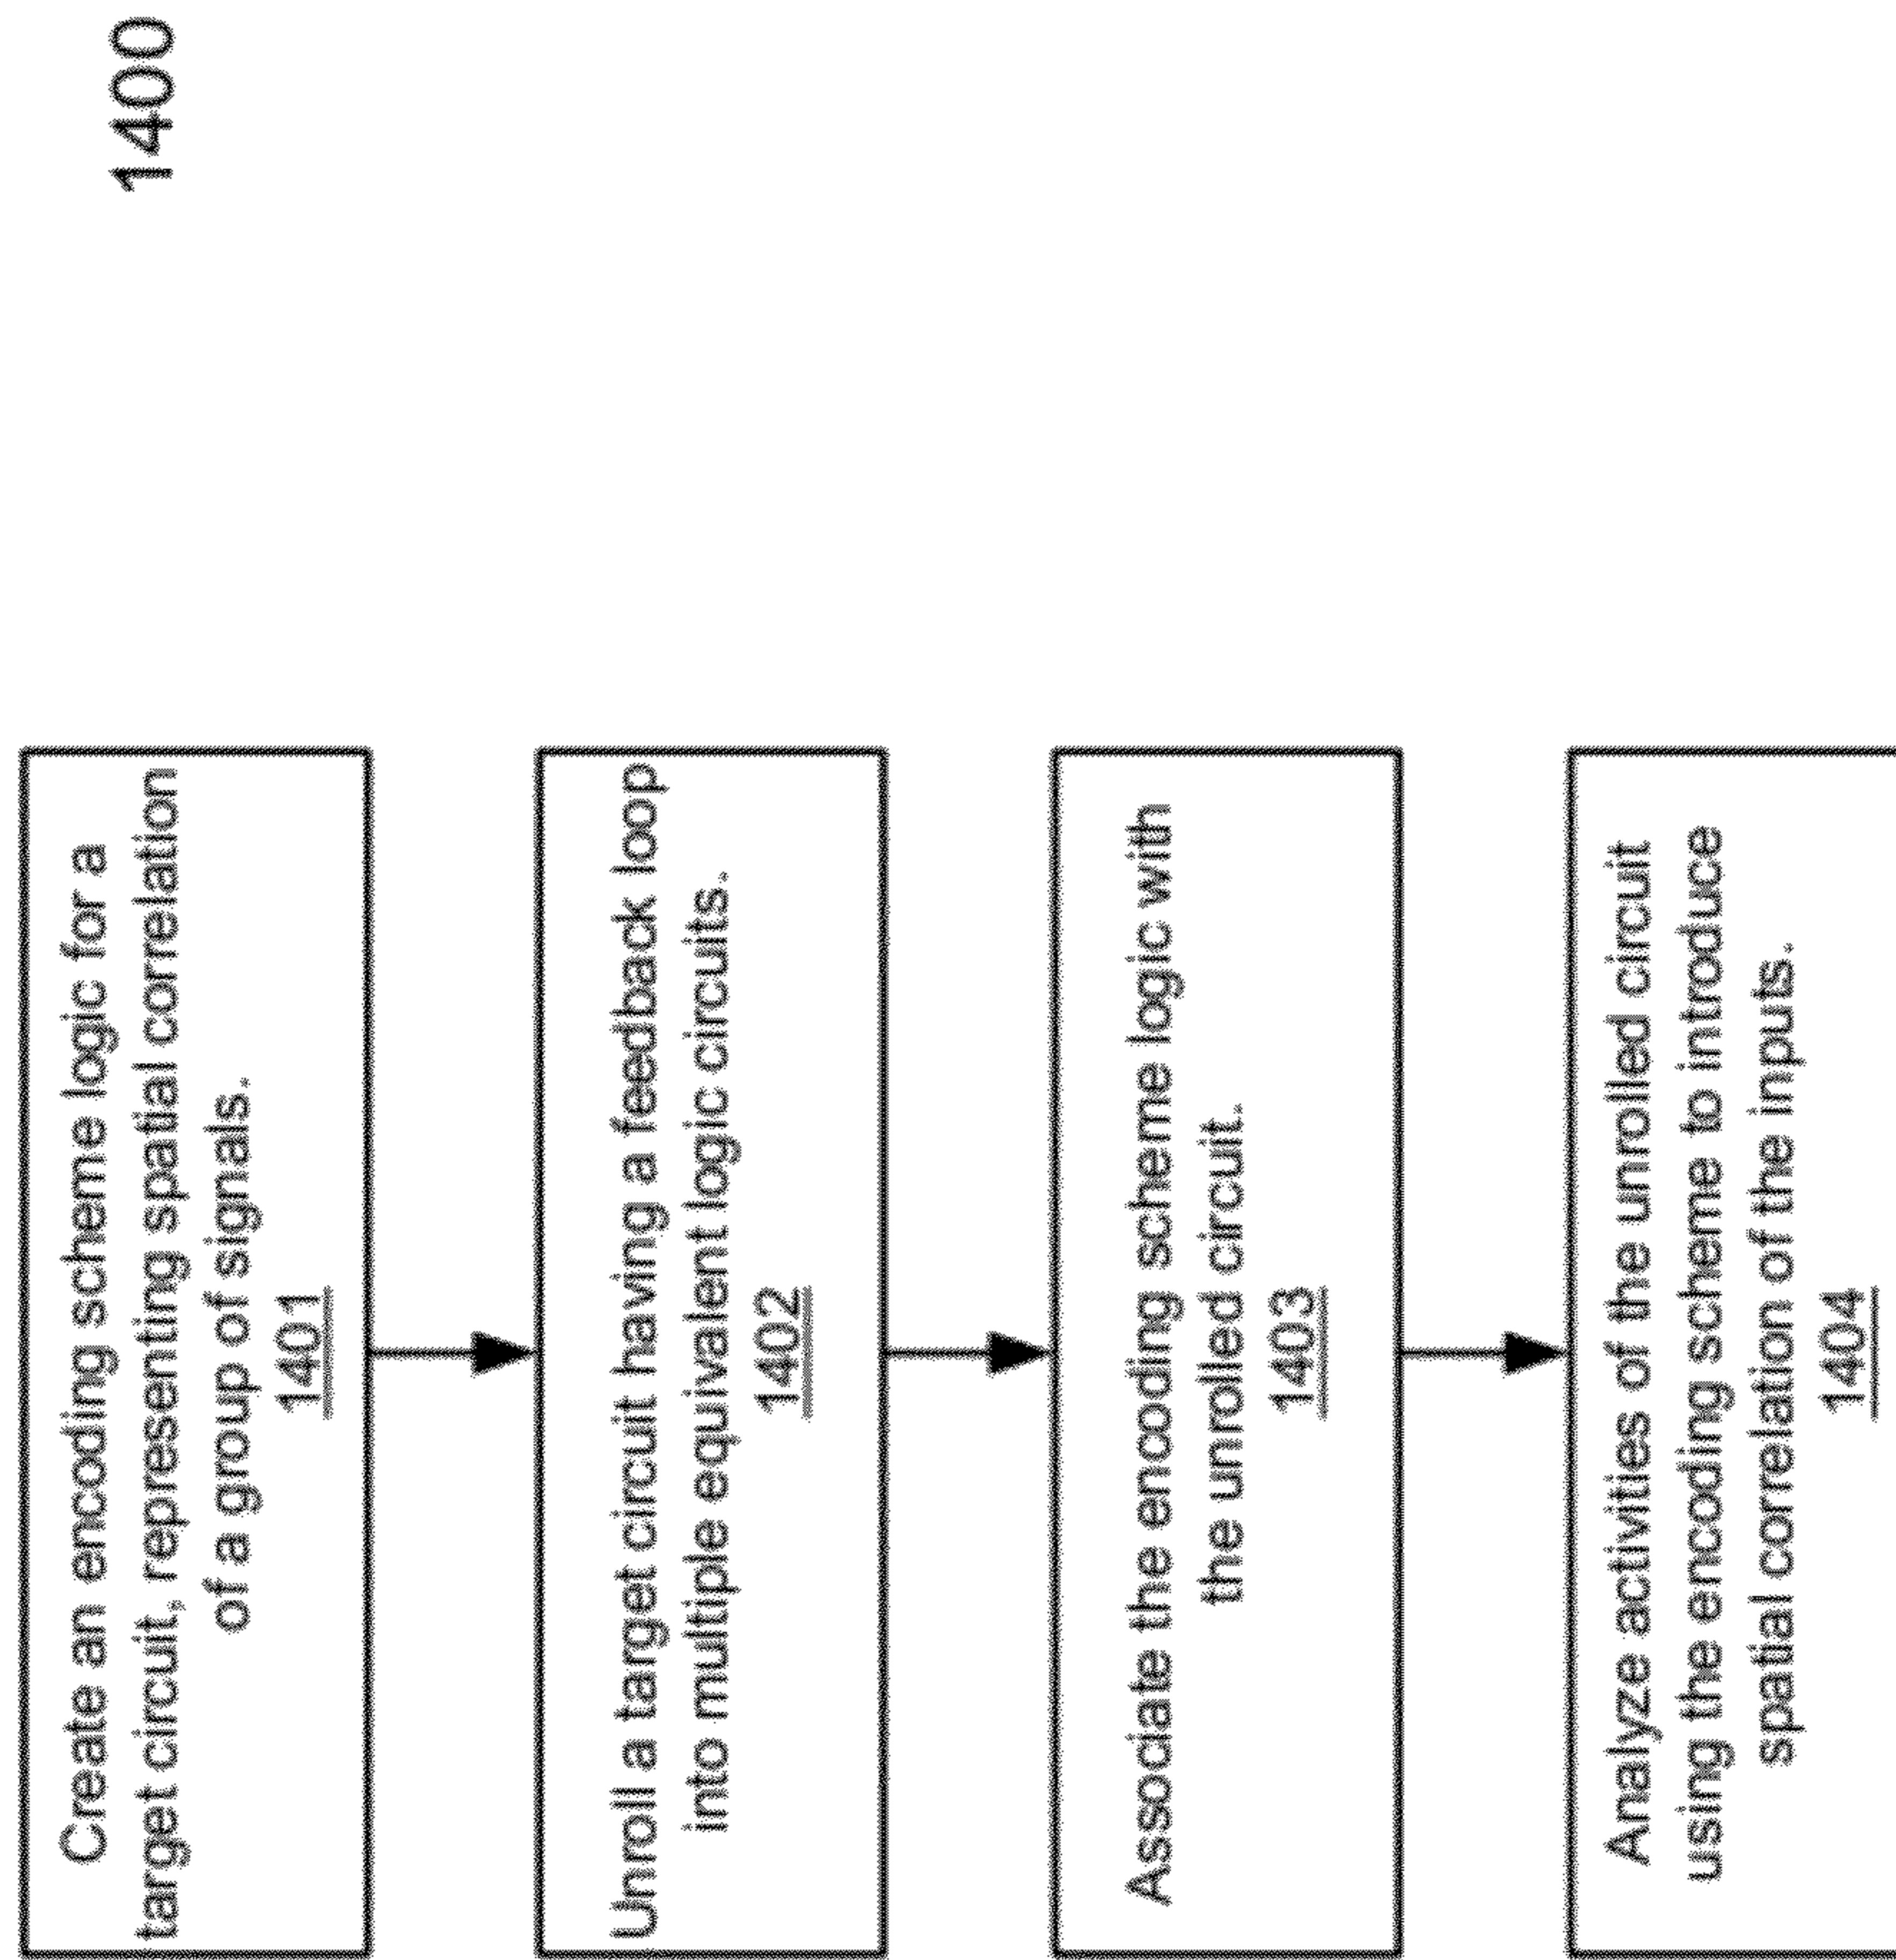 1400
Create an encoding scheme logic for a
target circuit, representing spatial correlation
of a group of signals.
1401
Unroll a target circuit having a feedback loop
into multiple equivalent logic circuits.
1402
Associate the encoding scheme logic with
the unrolled circuit.
1403
Analyze activities of the unrolled circuit
using the encoding scheme to introduce
spatial correlation of the inputs.
1404